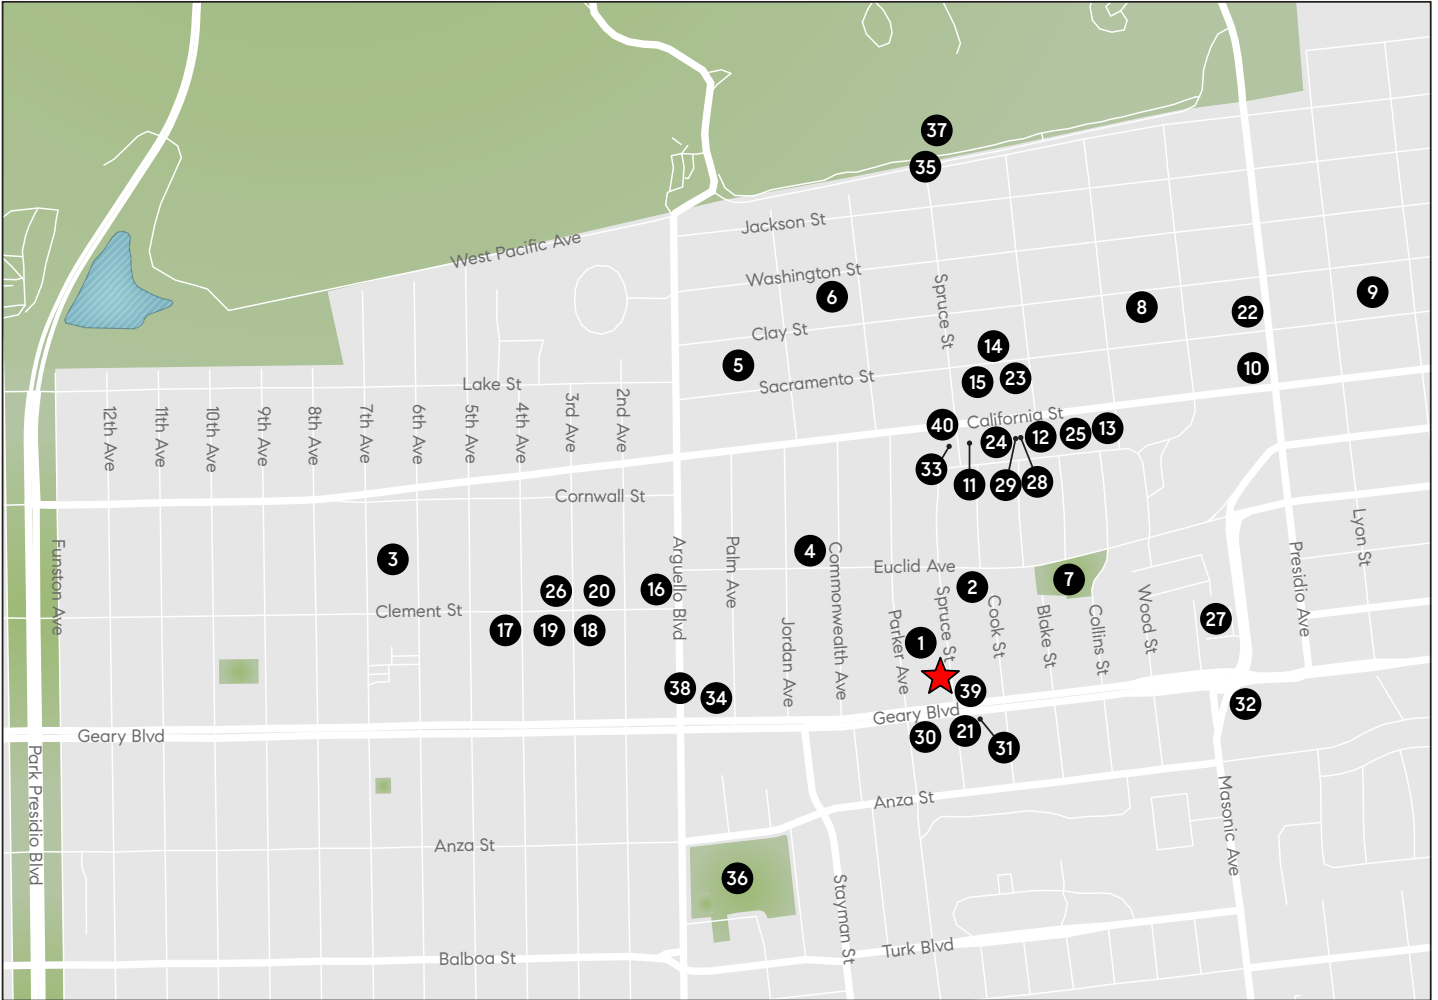 37
35
Jackson St
West Pacific Ave
Washington St
6
Spruce St
8
22
9
Clay St
14
5
Sacramento St
15
23
10
Lake St
12th Ave
11th Ave
10th Ave
9th Ave
8th Ave
7th Ave
6th Ave
5th Ave
4th Ave
3rd Ave
2nd Ave
California St
40
24
12
25
13
33
11
29
28
Cornwall St
Funston Ave
3
Arguello Blvd
Palm Ave
4
Commonwealth Ave
Euclid Ave
2
7
Presidio Ave
Lyon St
26
20
16
Clement St
17
19
18
Jordan Ave
Parker Ave
1
Spruce St
Cook St
Blake St
Collins St
Wood St
27
38
34
39
32
Geary Blvd
30
21
31
Geary Blvd
Park Presidio Blvd
Anza St
Masonic Ave
Anza St
36
Stayman St
Turk Blvd
Balboa St